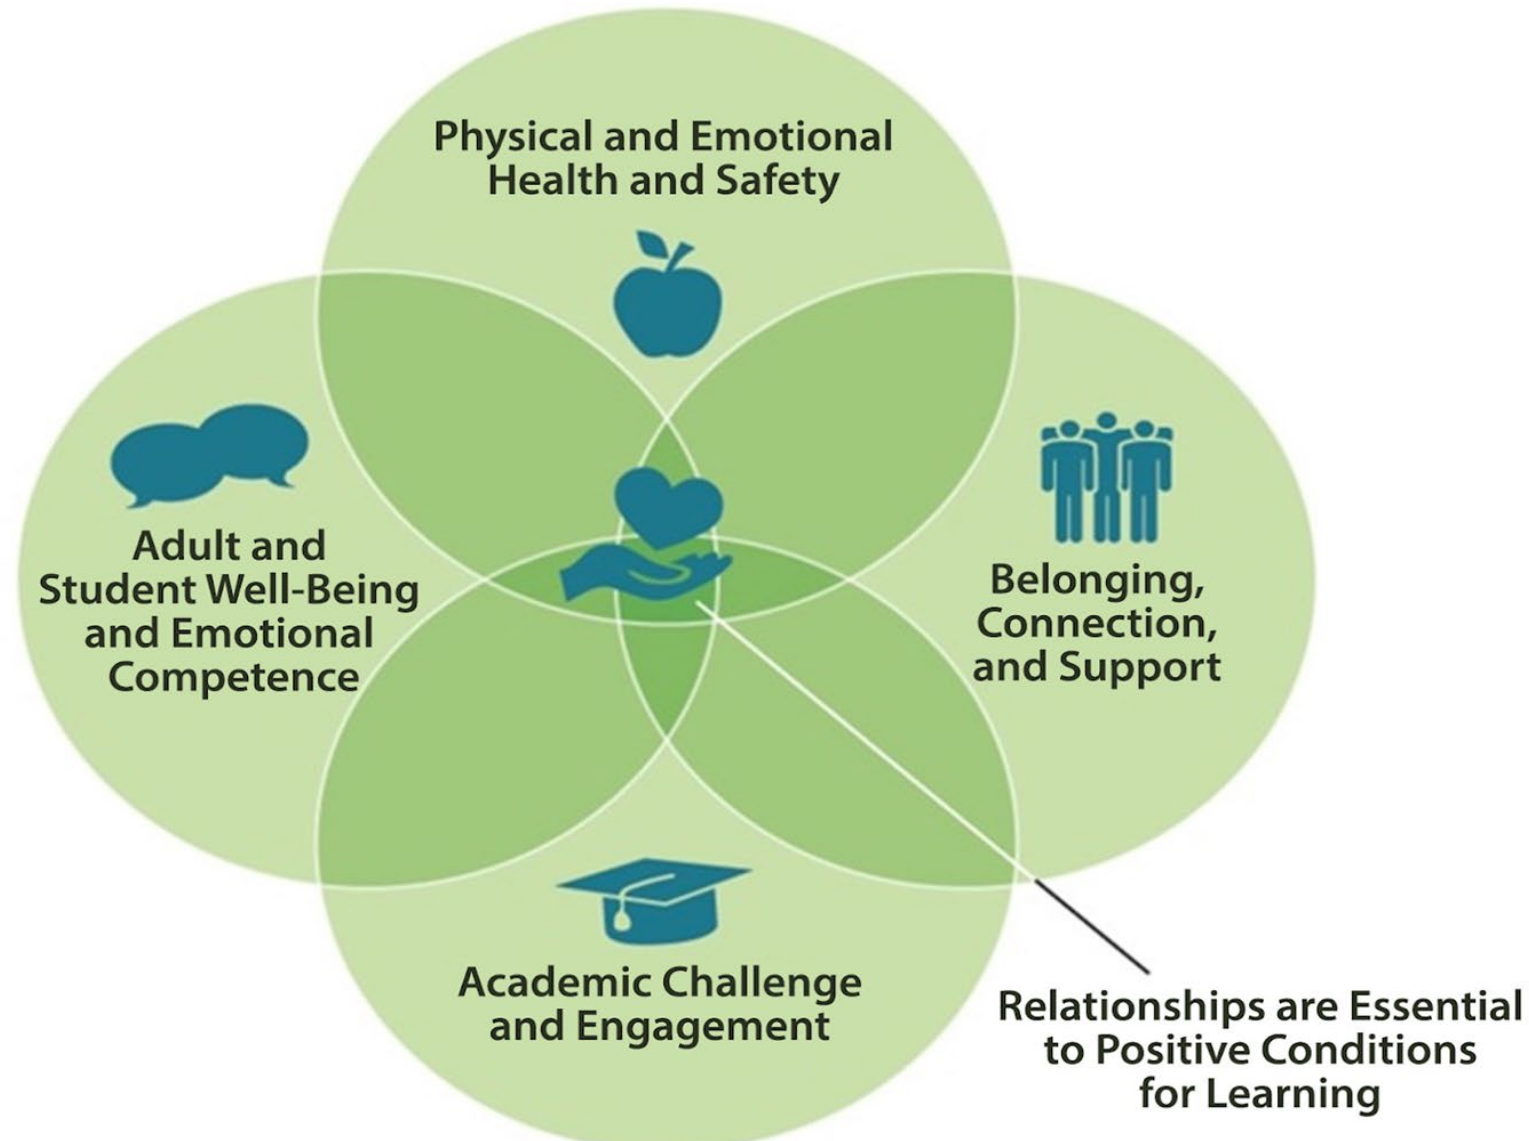 Physical and Emotional
Health and Safety
Adult and
Student Well-Being
and Emotional
Competence
Belonging,
Connection,
and Support
Academic Challenge
and Engagement
Relationships are Essential
to Positive Conditions
for Learning